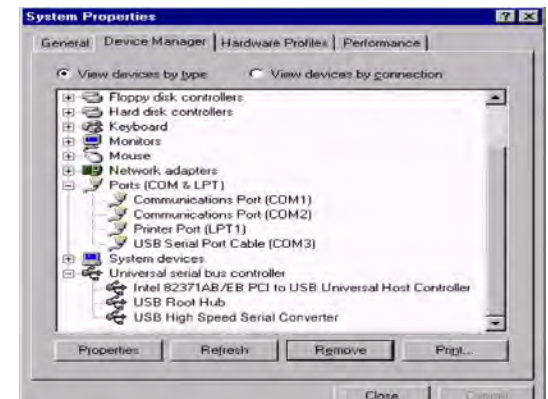 System Properties
General Device Manager Hardware Profiles Performance
View devices by type View devices by connection
Floppy disk controllers
Hard disk controllers
Keyboard
Monitors
Mouse
Network adapters
Ports (COM & LPT)
Communications Port (COM1)
Communications Port (COM2)
Printer Port (LPT1)
USB Serial Port Cable (COM3)
System devices
Universal serial bus controller
Intel 82371AB/EB PCI to USB Universal Host Controller
USB Root Hub
USB High Speed Serial Converter
Properties Refresh Remove Print...
Close Cancel